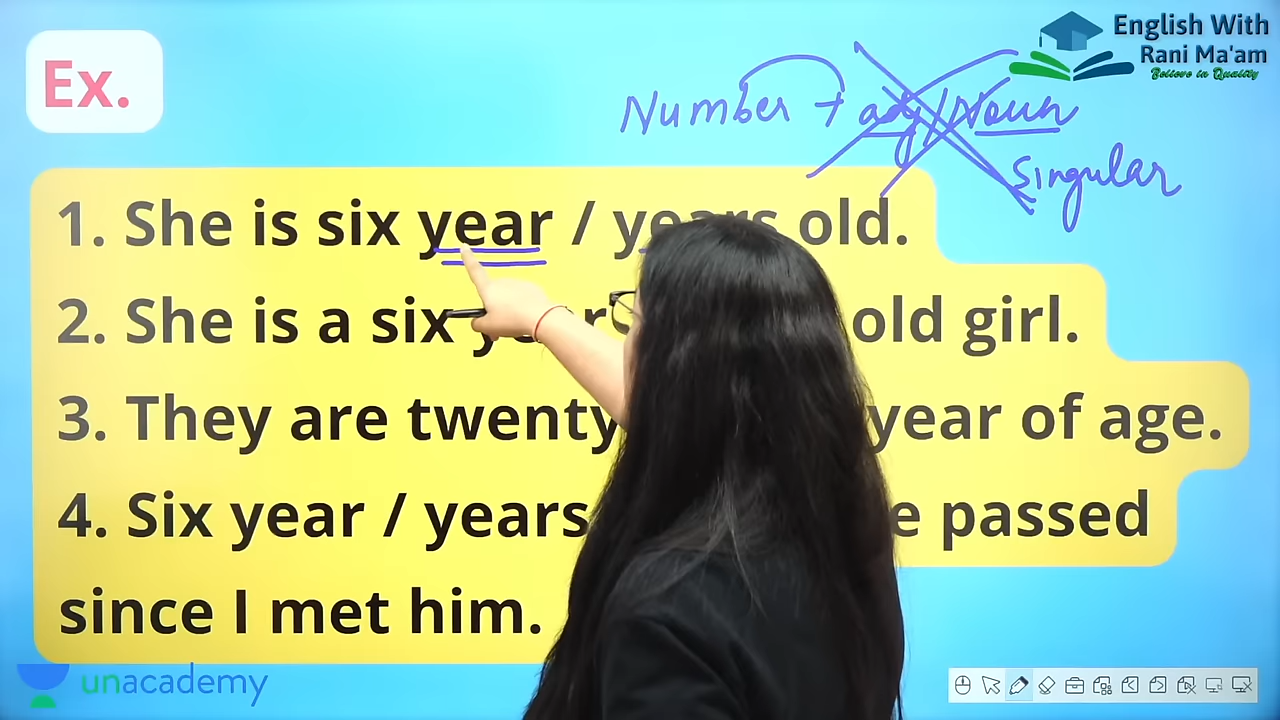 Ex.
English With
Rani Ma'am
Believe in Quality
Number + adj/Noun
Singular
1. She is six year / years old.
2. She is a six old girl.
3. They are twenty year of age.
4. Six year / years passed
since I met him.
unacademy